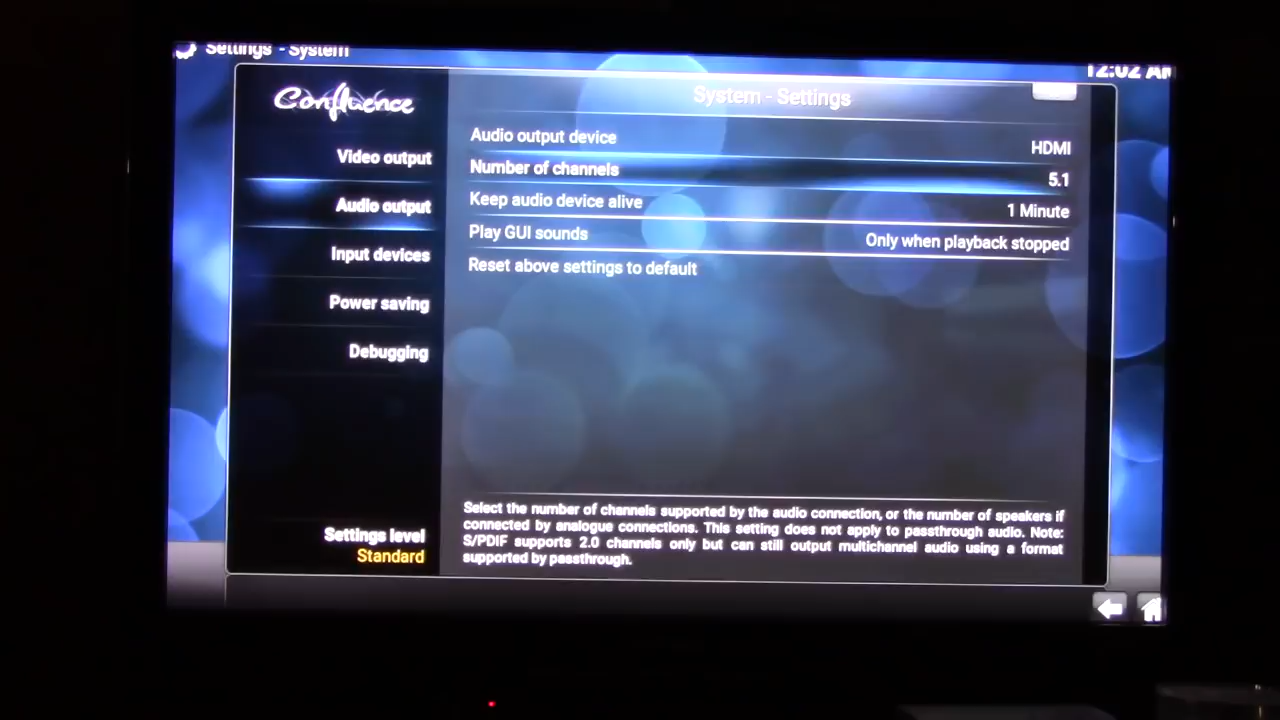 Settings - System
12:02 AM
Confluence
System - Settings
Video output
Audio output
Input devices
Power saving
Debugging
Settings level
Standard
Audio output device HDMI
Number of channels 5.1
Keep audio device alive 1 Minute
Play GUI sounds Only when playback stopped
Reset above settings to default
Select the number of channels supported by the audio connection, or the number of speakers if
connected by analogue connections. This setting does not apply to passthrough audio. Note:
S/PDIF supports 2.0 channels only but can still output multichannel audio using a format
supported by passthrough.